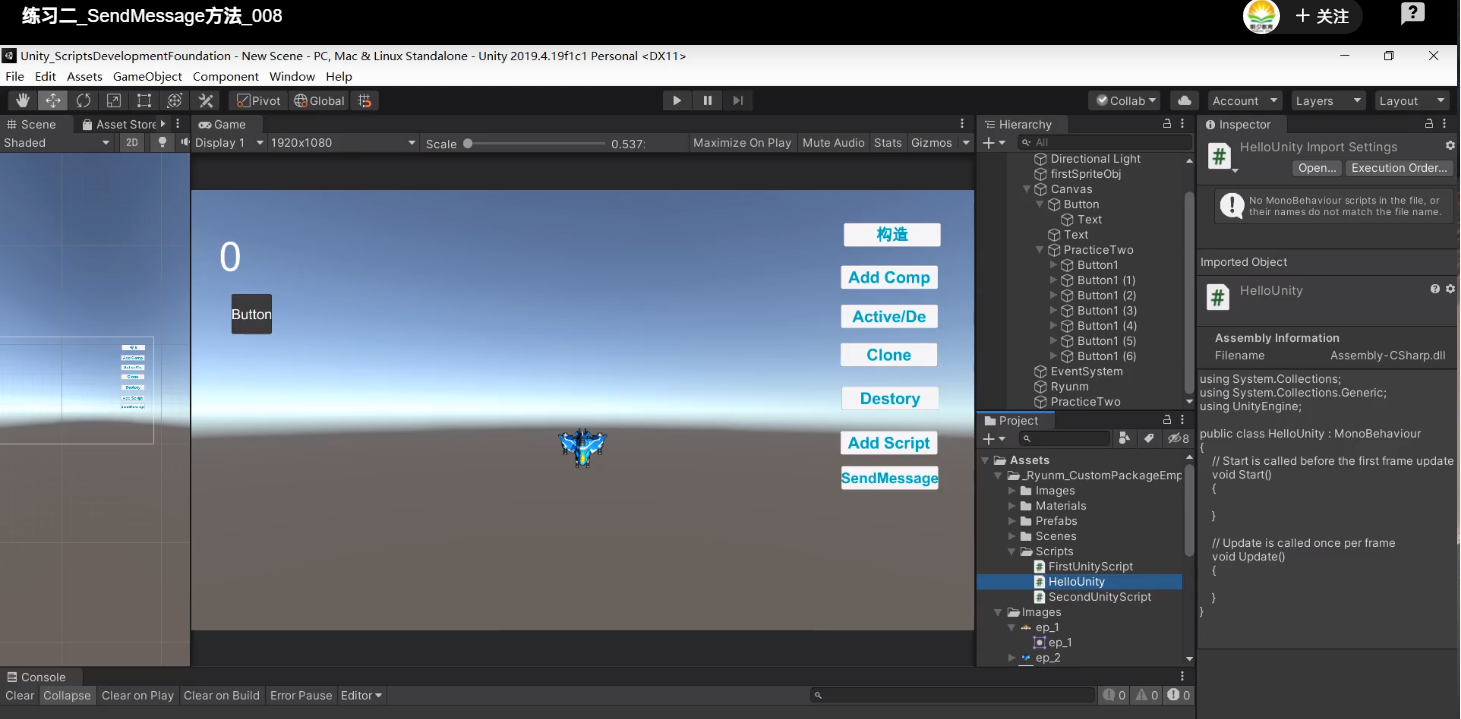 练习二_SendMessage方法_008
关注
Unity_ScriptsDevelopmentFoundation - New Scene - PC, Mac & Linux Standalone - Unity 2019.4.19f1c1 Personal <DX11>
File Edit Assets GameObject Component Window Help
Pivot Global Collab Account Layers Layout
Scene Asset Store Game
Shaded 2D Display 1 1920x1080 Scale 0.537: Maximize On Play Mute Audio Stats Gizmos
0
Button
构造
Add Comp
Active/De
Clone
Destory
Add Script
SendMessage
Hierarchy
All
Directional Light
firstSpriteObj
Canvas
Button
Text
Text
PracticeTwo
Button1
Button1 (1)
Button1 (2)
Button1 (3)
Button1 (4)
Button1 (5)
Button1 (6)
EventSystem
Ryunm
PracticeTwo
Project
8
Assets
_Ryunm_CustomPackageEmp
Images
Materials
Prefabs
Scenes
Scripts
FirstUnityScript
HelloUnity
SecondUnityScript
Images
ep_1
ep_1
ep_2
Inspector
HelloUnity Import Settings
Open... Execution Order...
No MonoBehaviour scripts in the file, or
their names do not match the file name.
Imported Object
HelloUnity
Assembly Information
Filename Assembly-CSharp.dll
using System.Collections;
using System.Collections.Generic;
using UnityEngine;
public class HelloUnity : MonoBehaviour
{
// Start is called before the first frame update
void Start()
{
}
// Update is called once per frame
void Update()
{
}
}
Console
Clear Collapse Clear on Play Clear on Build Error Pause Editor 0 0 0